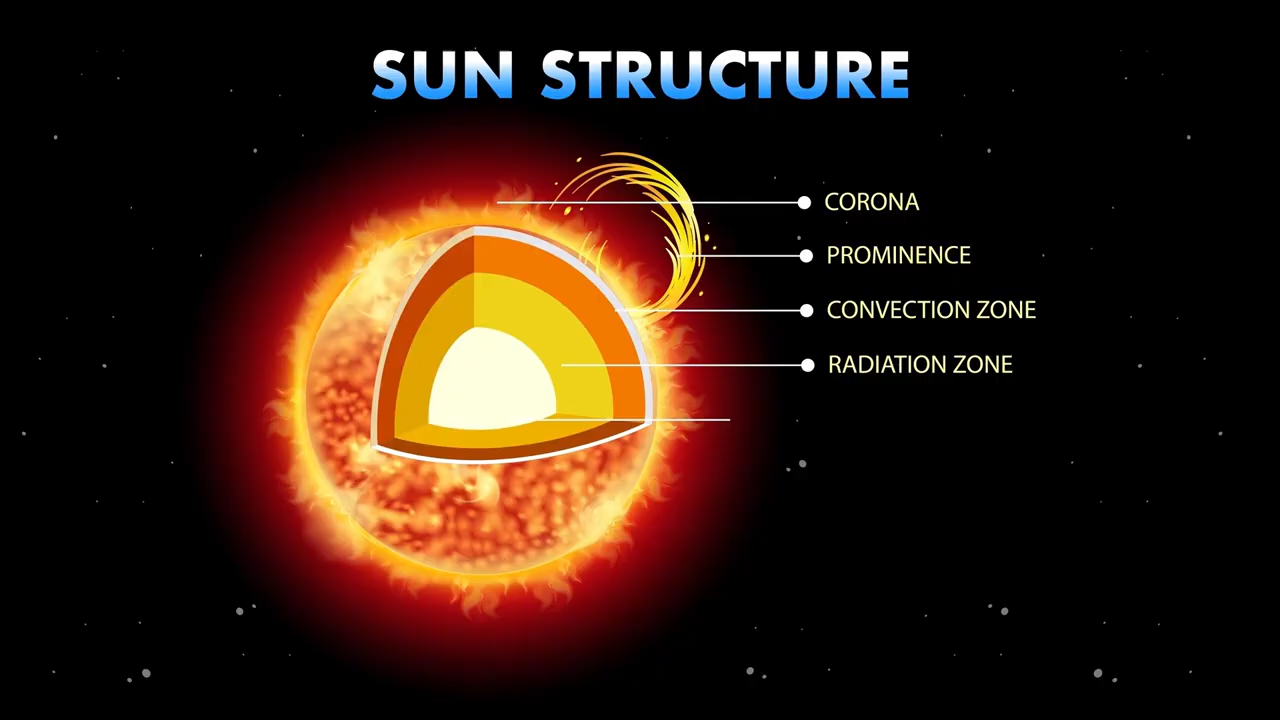 SUN STRUCTURE
CORONA
PROMINENCE
CONVECTION ZONE
RADIATION ZONE